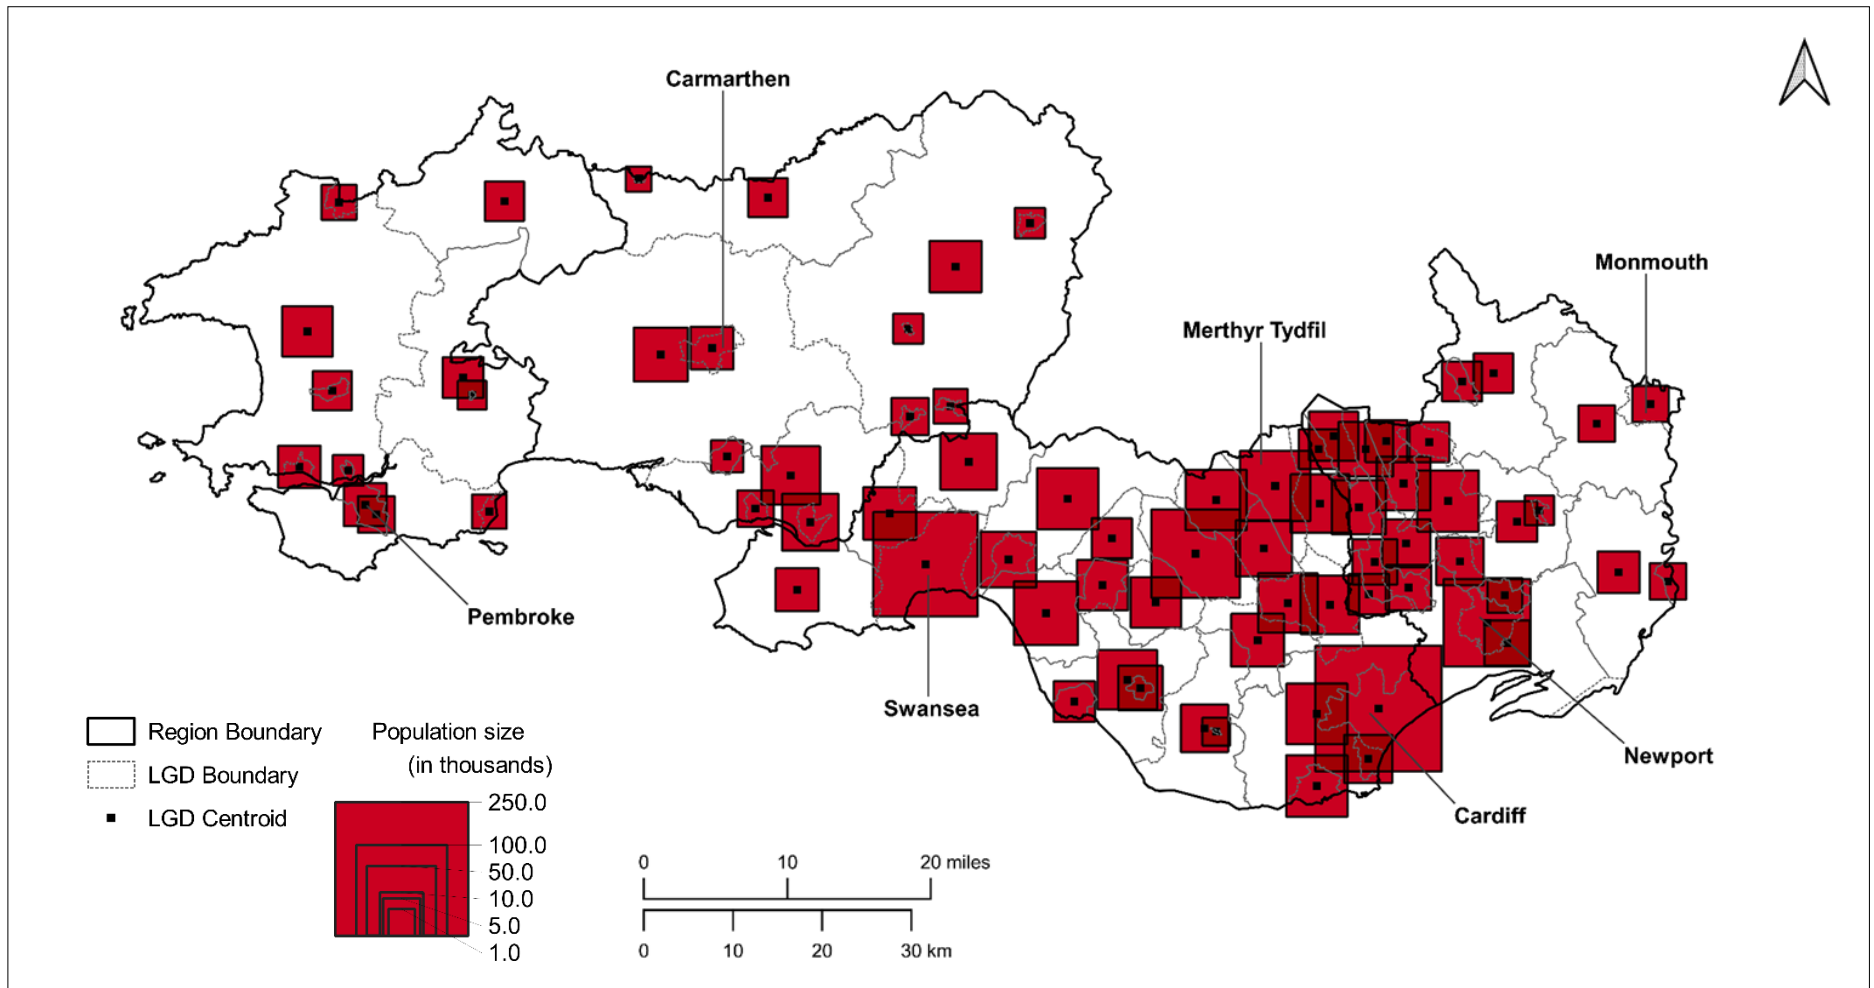 Carmarthen
Monmouth
Merthyr Tydfil
Pembroke
Swansea
Newport
Cardiff
Region Boundary
LGD Boundary
LGD Centroid
Population size
(in thousands)
250.0
100.0
50.0
10.0
5.0
1.0
0 10 20 miles
0 10 20 30 km